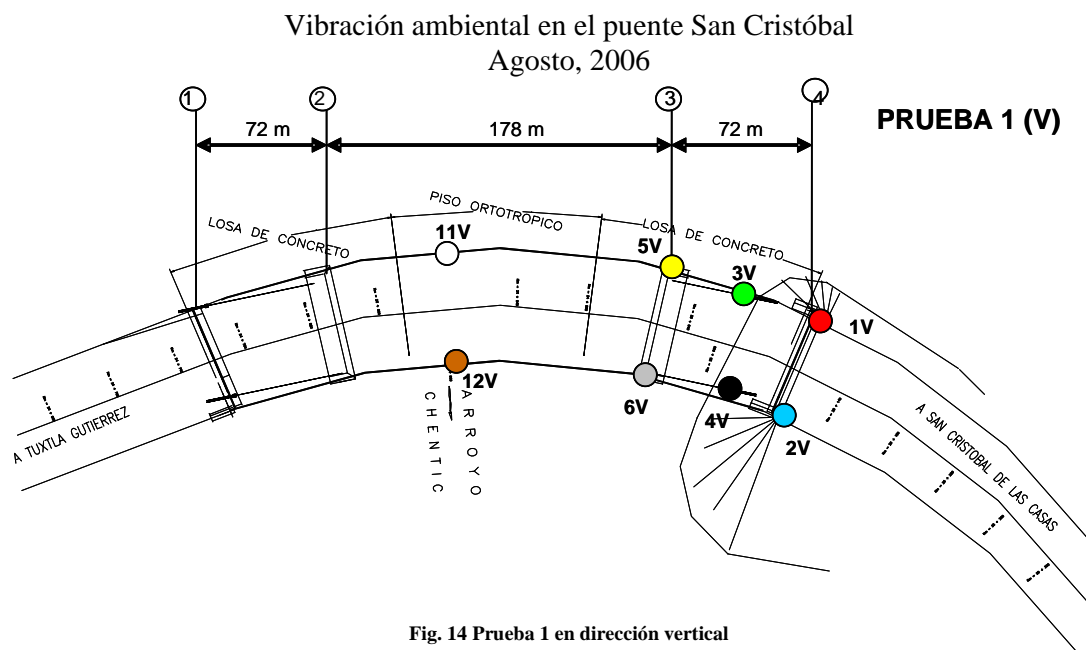 Vibración ambiental en el puente San Cristóbal
Agosto, 2006
1
2
3
4
PRUEBA 1 (V)
72 m
178 m
72 m
PISO ORTOTROPICO
LOSA DE CONCRETO
LOSA DE CONCRETO
11V
5V
3V
1V
12V
6V
4V
2V
A TUXTLA GUTIERREZ
ARROYO
CHENTIC
A SAN CRISTOBAL DE LAS CASAS
Fig. 14 Prueba 1 en dirección vertical